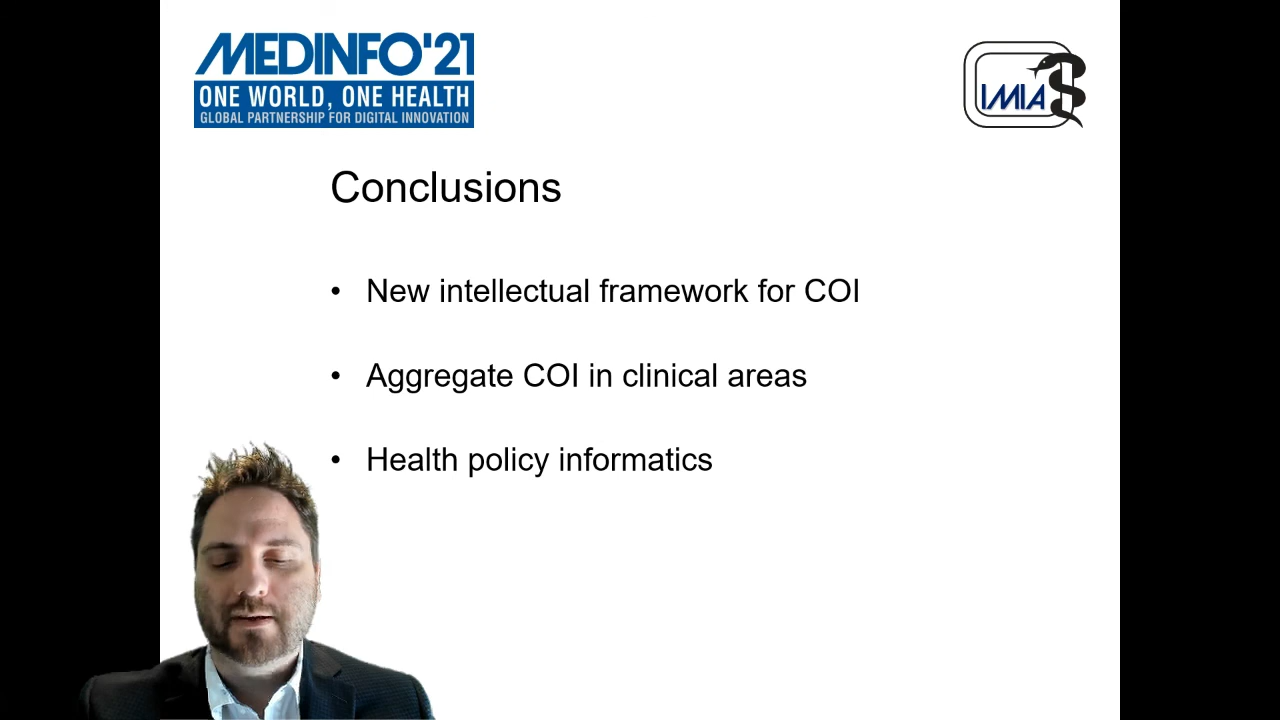 MEDINFO'21
ONE WORLD, ONE HEALTH
GLOBAL PARTNERSHIP FOR DIGITAL INNOVATION
IMIA
Conclusions
• New intellectual framework for COI
• Aggregate COI in clinical areas
• Health policy informatics